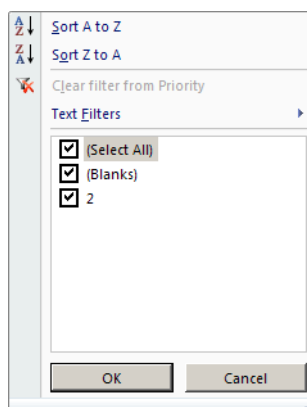 Sort A to Z
Sort Z to A
Clear filter from Priority
Text Filters
(Select All)
(Blanks)
2
OK Cancel